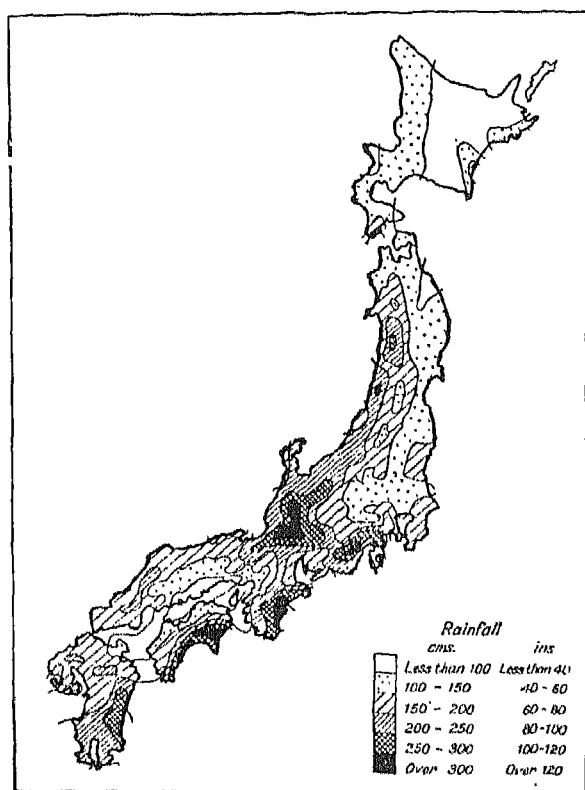 Rainfall
cms. ins
Less than 100 Less than 40
100 - 150 40 - 60
150 - 200 60 - 80
200 - 250 80 - 100
250 - 300 100 - 120
Over 300 Over 120